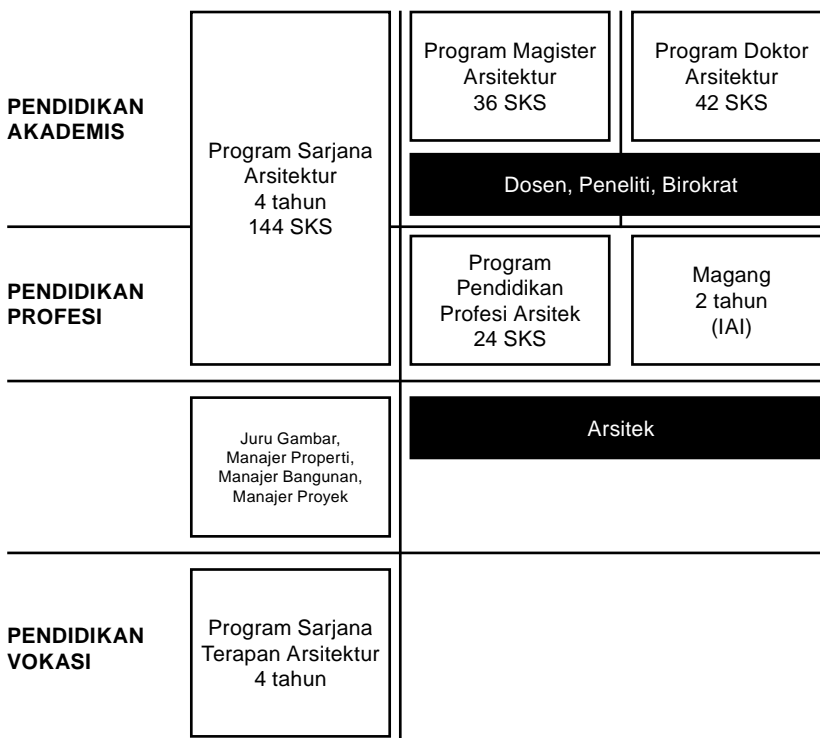 PENDIDIKAN
AKADEMIS
Program Sarjana
Arsitektur
4 tahun
144 SKS
Program Magister
Arsitektur
36 SKS
Program Doktor
Arsitektur
42 SKS
Dosen, Peneliti, Birokrat
PENDIDIKAN
PROFESI
Program
Pendidikan
Profesi Arsitek
24 SKS
Magang
2 tahun
(IAI)
Juru Gambar,
Manajer Properti,
Manajer Bangunan,
Manajer Proyek
Arsitek
PENDIDIKAN
VOKASI
Program Sarjana
Terapan Arsitektur
4 tahun